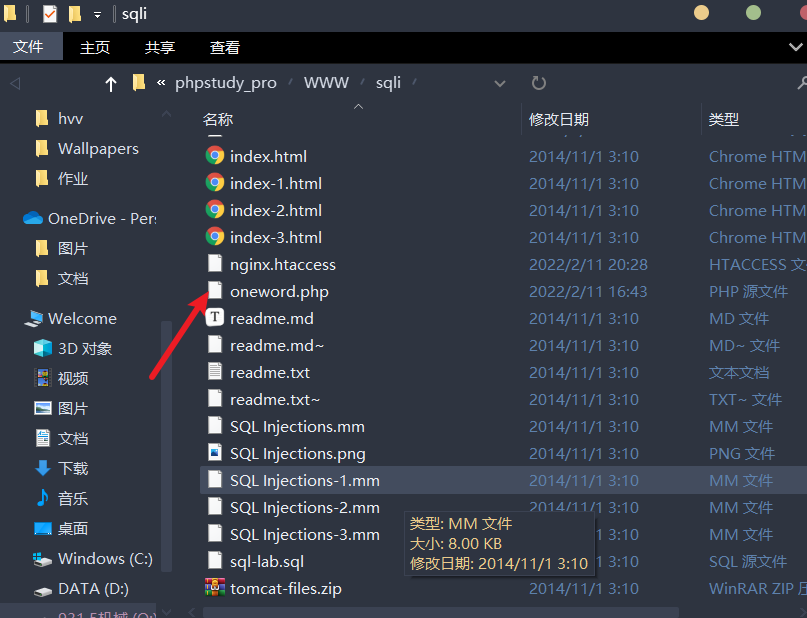 sqli
文件 主页 共享 查看
« phpstudy_pro WWW sqli
名称 修改日期 类型
hvv
Wallpapers
作业
OneDrive - Pers
图片
文档
Welcome
3D 对象
视频
图片
文档
下载
音乐
桌面
Windows (C:)
DATA (D:)
index.html 2014/11/1 3:10 Chrome HTM
index-1.html 2014/11/1 3:10 Chrome HTM
index-2.html 2014/11/1 3:10 Chrome HTM
index-3.html 2014/11/1 3:10 Chrome HTM
nginx.htaccess 2022/2/11 20:28 HTACCESS 文
oneword.php 2022/2/11 16:43 PHP 源文件
readme.md 2014/11/1 3:10 MD 文件
readme.md~ 2014/11/1 3:10 MD~ 文件
readme.txt 2014/11/1 3:10 文本文档
readme.txt~ 2014/11/1 3:10 TXT~ 文件
SQL Injections.mm 2014/11/1 3:10 MM 文件
SQL Injections.png 2014/11/1 3:10 PNG 文件
SQL Injections-1.mm 2014/11/1 3:10 MM 文件
SQL Injections-2.mm 2014/11/1 3:10 MM 文件
SQL Injections-3.mm 3:10 MM 文件
sql-lab.sql 3:10 SQL 源文件
tomcat-files.zip 2014/11/1 3:10 WinRAR ZIP 压
类型: MM 文件
大小: 8.00 KB
修改日期: 2014/11/1 3:10